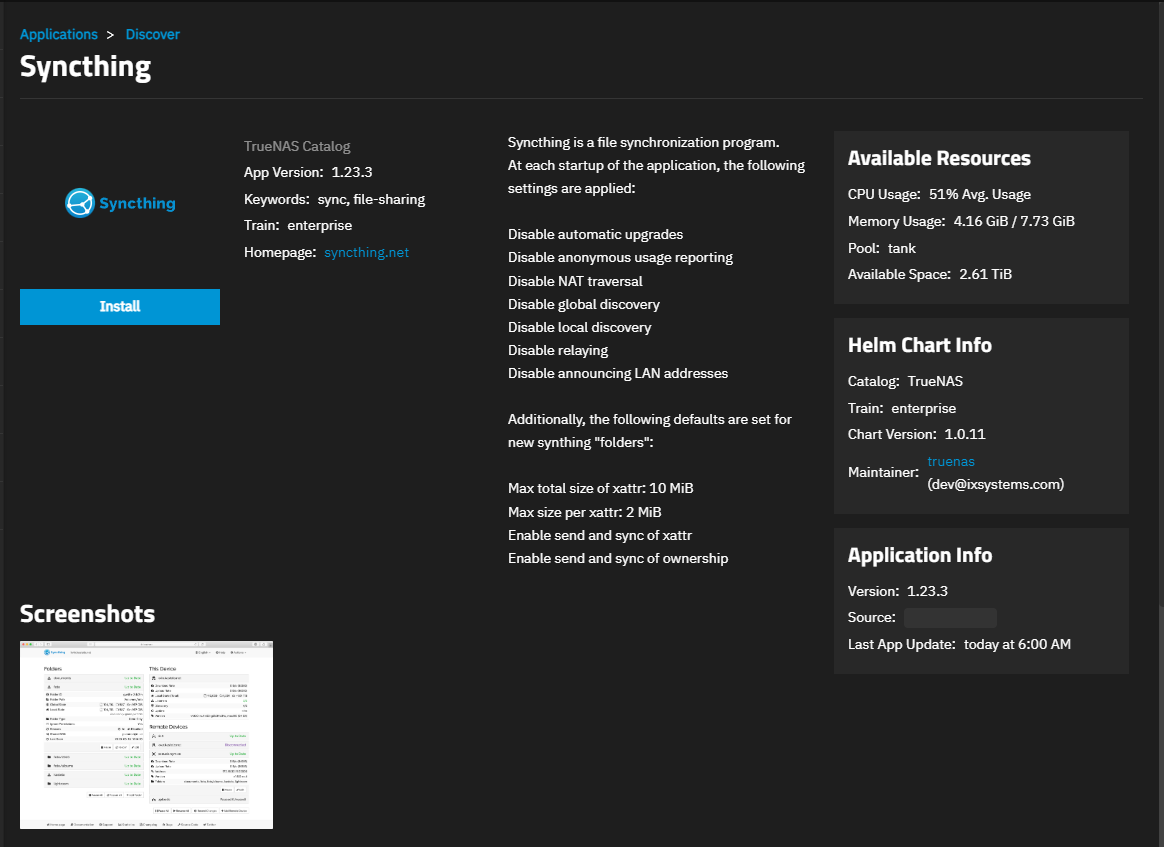 Applications > Discover
Syncthing
Syncthing
Install
TrueNAS Catalog
App Version: 1.23.3
Keywords: sync, file-sharing
Train: enterprise
Homepage: syncthing.net
Syncthing is a file synchronization program.
At each startup of the application, the following
settings are applied:
Disable automatic upgrades
Disable anonymous usage reporting
Disable NAT traversal
Disable global discovery
Disable local discovery
Disable relaying
Disable announcing LAN addresses
Additionally, the following defaults are set for
new synthing "folders":
Max total size of xattr: 10 MiB
Max size per xattr: 2 MiB
Enable send and sync of xattr
Enable send and sync of ownership
Available Resources
CPU Usage: 51% Avg. Usage
Memory Usage: 4.16 GiB / 7.73 GiB
Pool: tank
Available Space: 2.61 TiB
Helm Chart Info
Catalog: TrueNAS
Train: enterprise
Chart Version: 1.0.11
Maintainer: truenas
(dev@ixsystems.com)
Application Info
Version: 1.23.3
Source:
Last App Update: today at 6:00 AM
Screenshots
Folders
This Device
Remote Devices